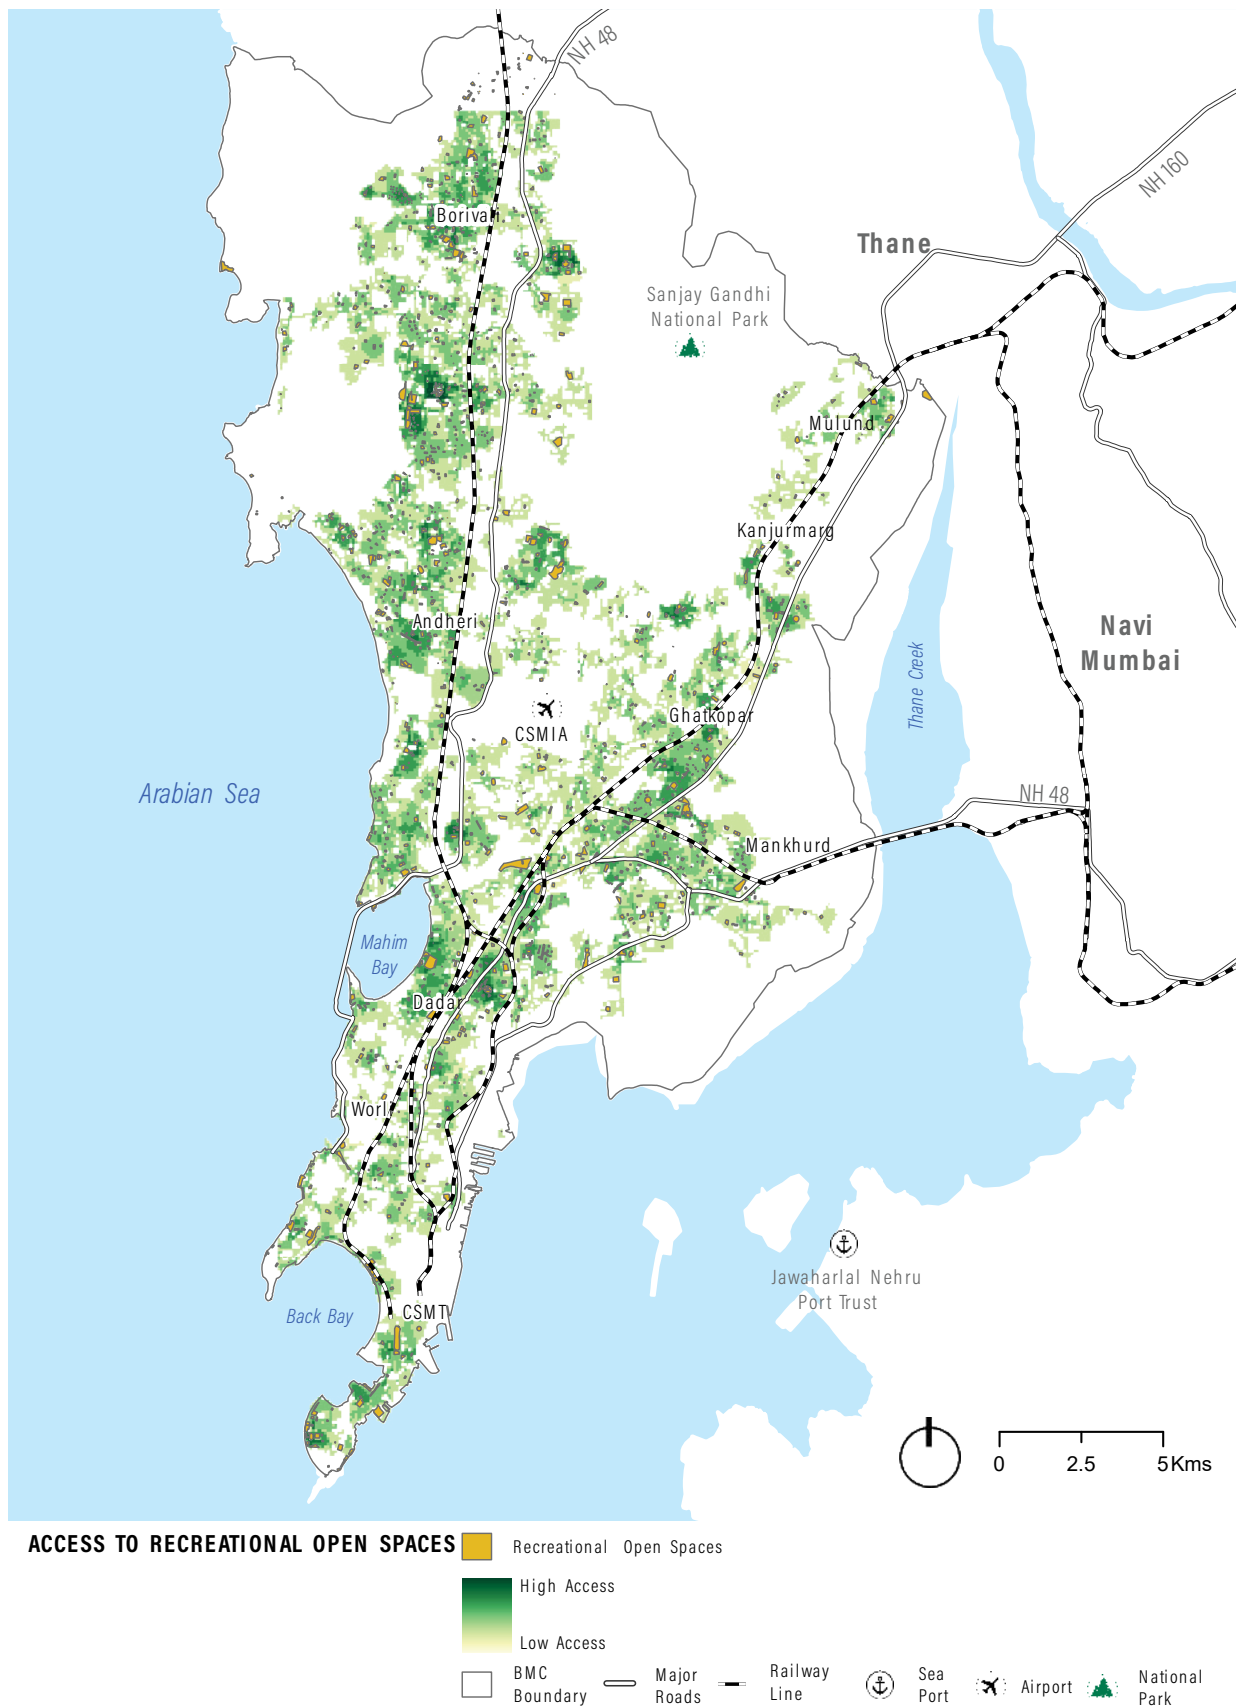 NH 48
NH 160
Borivali
Thane
Sanjay Gandhi
National Park
Mulund
Kanjurmarg
Andheri
Navi
Mumbai
Thane Creek
Ghatkopar
CSMIA
Arabian Sea
NH 48
Mankhurd
Mahim
Bay
Dadar
Worli
Jawaharlal Nehru
Port Trust
Back Bay
CSMT
0 2.5 5Kms
ACCESS TO RECREATIONAL OPEN SPACES
Recreational Open Spaces
High Access
Low Access
BMC
Boundary
Major
Roads
Railway
Line
Sea
Port
Airport
National
Park